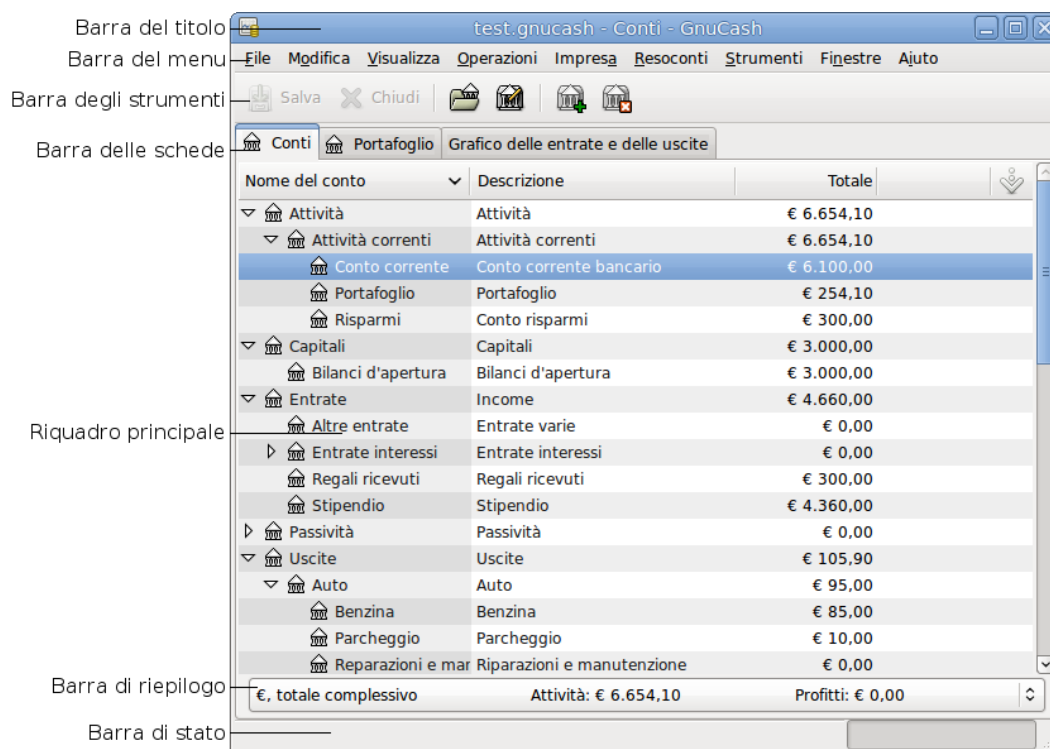 Barra del titolo
test.gnucash - Conti - GnuCash
Barra del menu
File Modifica Visualizza Operazioni Impresa Resoconti Strumenti Finestre Aiuto
Barra degli strumenti
Salva Chiudi
Barra delle schede
Conti Portafoglio Grafico delle entrate e delle uscite
Nome del conto Descrizione Totale
Attività Attività € 6.654,10
Attività correnti Attività correnti € 6.654,10
Conto corrente Conto corrente bancario € 6.100,00
Portafoglio Portafoglio € 254,10
Risparmi Conto risparmi € 300,00
Capitali Capitali € 3.000,00
Bilanci d'apertura Bilanci d'apertura € 3.000,00
Entrate Income € 4.660,00
Riquadro principale
Altre entrate Entrate varie € 0,00
Entrate interessi Entrate interessi € 0,00
Regali ricevuti Regali ricevuti € 300,00
Stipendio Stipendio € 4.360,00
Passività Passività € 0,00
Uscite Uscite € 105,90
Auto Auto € 95,00
Benzina Benzina € 85,00
Parcheggio Parcheggio € 10,00
Reparazioni e mar Riparazioni e manutenzione € 0,00
Barra di riepilogo
€, totale complessivo Attività: € 6.654,10 Profitti: € 0,00
Barra di stato